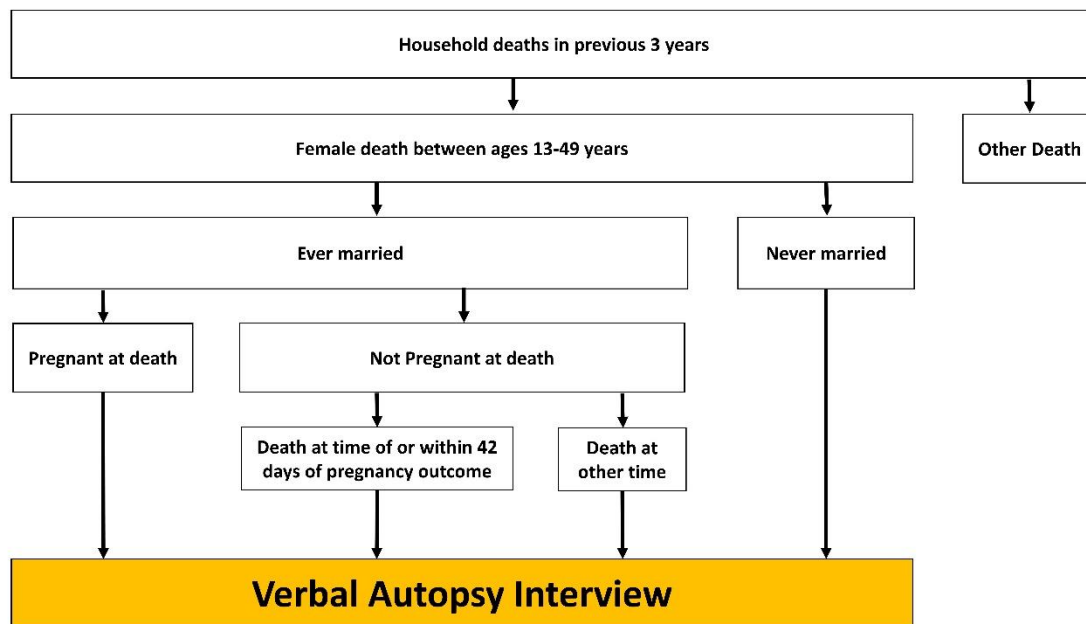 Household deaths in previous 3 years
Female death between ages 13-49 years
Other Death
Ever married
Never married
Pregnant at death
Not Pregnant at death
Death at time of or within 42
days of pregnancy outcome
Death at
other time
Verbal Autopsy Interview